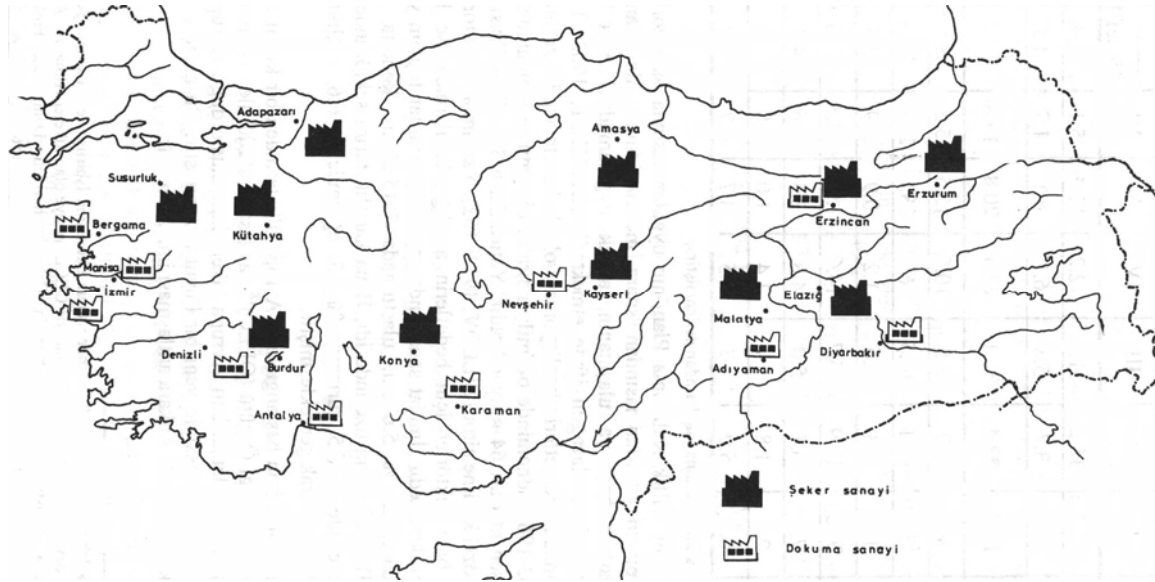 Adapazarı
Amasya
Susurluk
Erzurum
Erzincan
Bergama
Kütahya
Manisa
İzmir
Nevşehir
Kayseri
Elazığ
Malatya
Denizli
Burdur
Konya
Adıyaman
Diyarbakır
Antalya
Karaman
Şeker sanayi
Dokuma sanayi